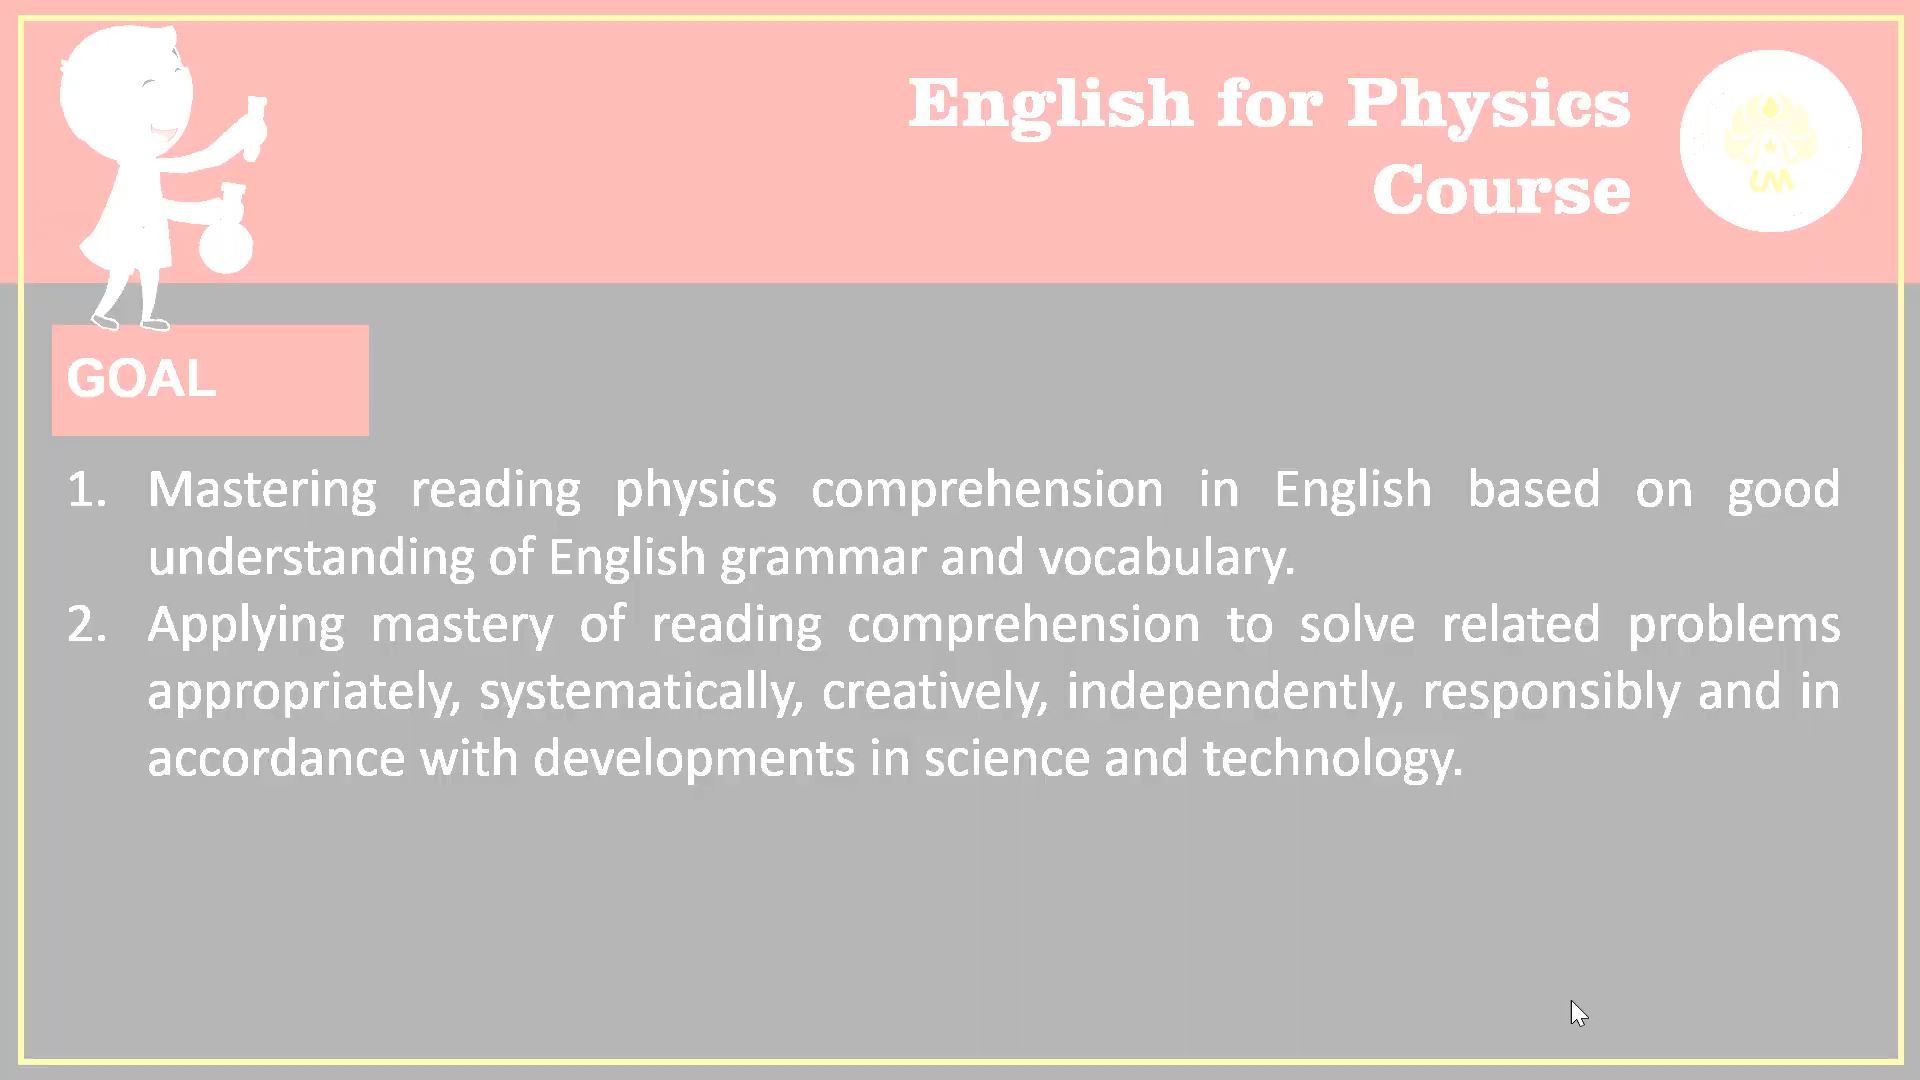 English for Physics
Course
UM
GOAL
1. Mastering reading physics comprehension in English based on good
understanding of English grammar and vocabulary.
2. Applying mastery of reading comprehension to solve related problems
appropriately, systematically, creatively, independently, responsibly and in
accordance with developments in science and technology.